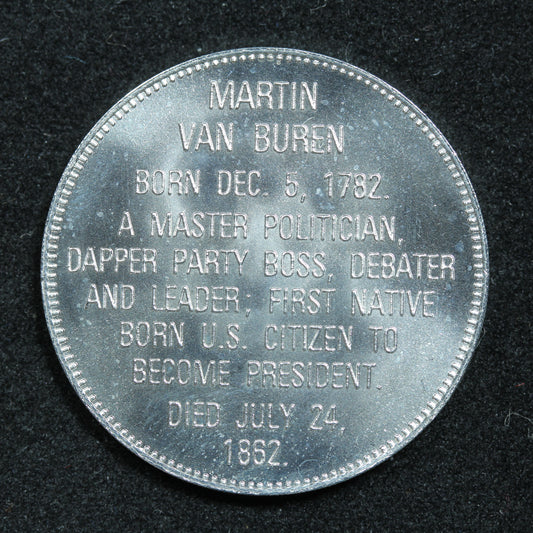 MARTIN
VAN BUREN
BORN DEC. 5, 1782.
A MASTER POLITICIAN,
DAPPER PARTY BOSS, DEBATER
AND LEADER; FIRST NATIVE
BORN U.S. CITIZEN TO
BECOME PRESIDENT.
DIED JULY 24,
1862.